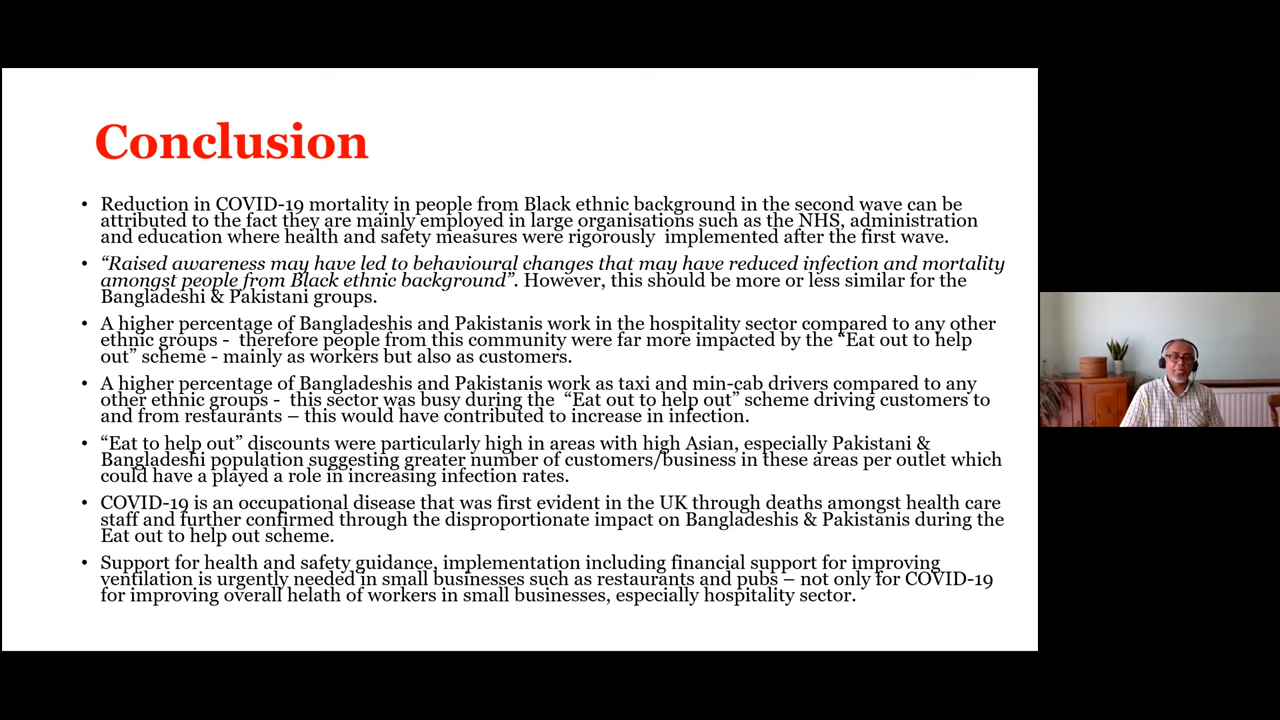 Conclusion
• Reduction in COVID-19 mortality in people from Black ethnic background in the second wave can be
attributed to the fact they are mainly employed in large organisations such as the NHS, administration
and education where health and safety measures were rigorously implemented after the first wave.
• “Raised awareness may have led to behavioural changes that may have reduced infection and mortality
amongst people from Black ethnic background”. However, this should be more or less similar for the
Bangladeshi & Pakistani groups.
• A higher percentage of Bangladeshis and Pakistanis work in the hospitality sector compared to any other
ethnic groups - therefore people from this community were far more impacted by the “Eat out to help
out” scheme - mainly as workers but also as customers.
• A higher percentage of Bangladeshis and Pakistanis work as taxi and min-cab drivers compared to any
other ethnic groups - this sector was busy during the “Eat out to help out” scheme driving customers to
and from restaurants – this would have contributed to increase in infection.
• “Eat to help out” discounts were particularly high in areas with high Asian, especially Pakistani &
Bangladeshi population suggesting greater number of customers/business in these areas per outlet which
could have a played a role in increasing infection rates.
• COVID-19 is an occupational disease that was first evident in the UK through deaths amongst health care
staff and further confirmed through the disproportionate impact on Bangladeshis & Pakistanis during the
Eat out to help out scheme.
• Support for health and safety guidance, implementation including financial support for improving
ventilation is urgently needed in small businesses such as restaurants and pubs – not only for COVID-19
for improving overall helath of workers in small businesses, especially hospitality sector.